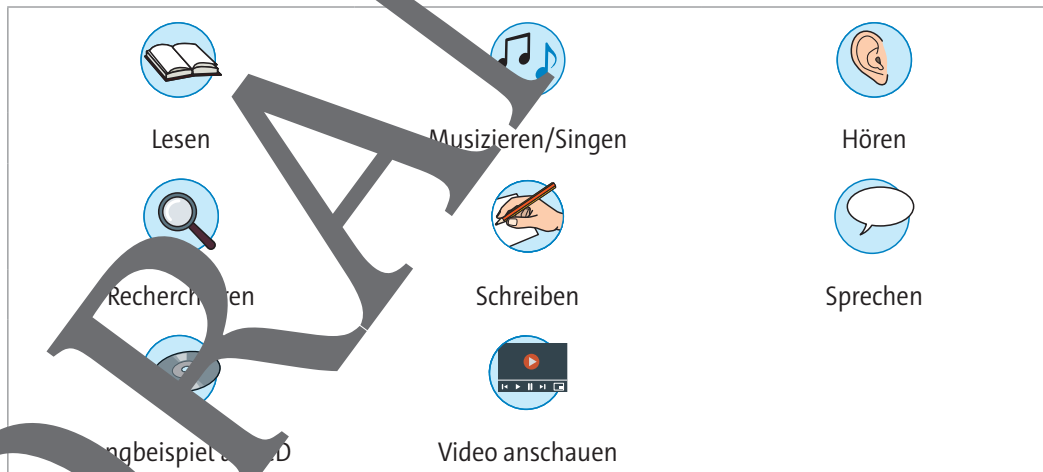 Lesen
Musizieren/Singen
Hören
Schreiben
Sprechen
Video anschauen